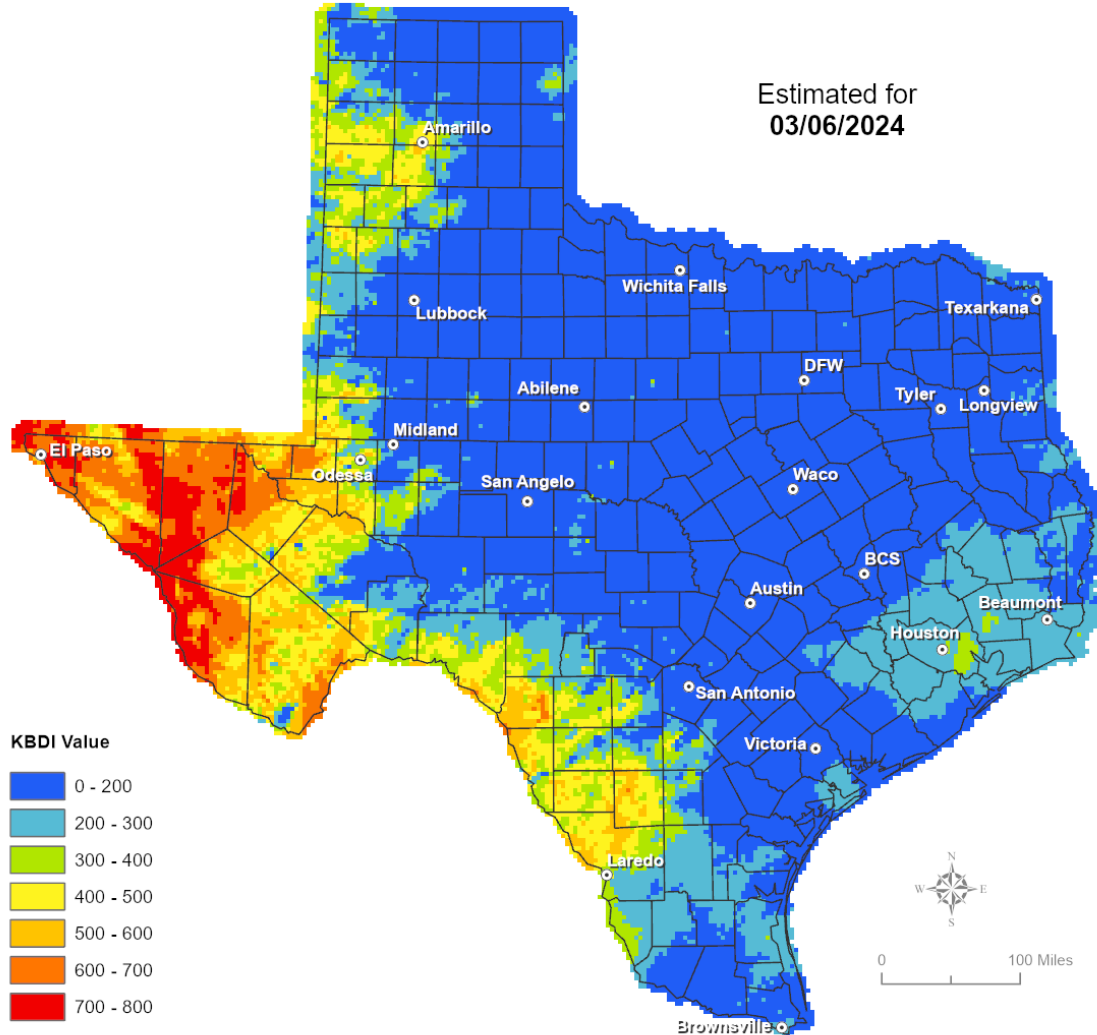 Estimated for
03/06/2024
Amarillo
Wichita Falls
Lubbock
Texarkana
DFW
Abilene
Tyler
Longview
Midland
El Paso
Odessa
San Angelo
Waco
BCS
Austin
Beaumont
Houston
San Antonio
Victoria
Laredo
Brownsville
KBDI Value
0 - 200
200 - 300
300 - 400
400 - 500
500 - 600
600 - 700
700 - 800
N
W E
S
0 100 Miles